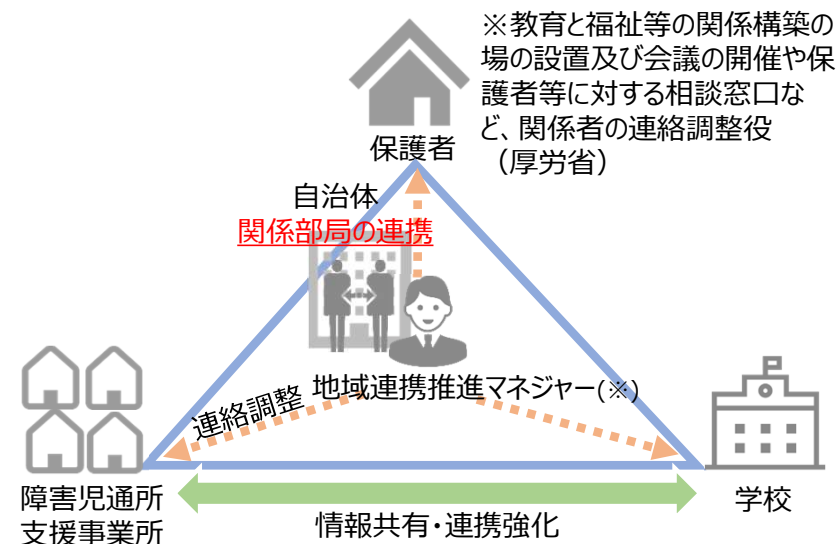 ※教育と福祉等の関係構築の
場の設置及び会議の開催や保
護者等に対する相談窓口な
ど、関係者の連絡調整役
（厚労省）
保護者
自治体
関係部局の連携
地域連携推進マネジャー(※)
連絡調整
障害児通所
支援事業所
学校
情報共有・連携強化